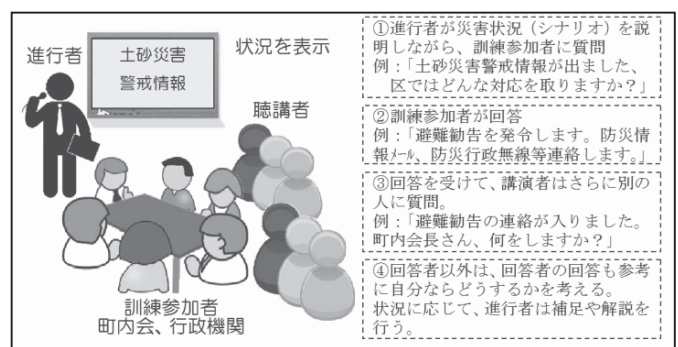 進行者
土砂災害
警戒情報
状況を表示
聴講者
訓練参加者
町内会、行政機関
①進行者が災害状況（シナリオ）を説
明しながら、訓練参加者に質問
例：「土砂災害警戒情報が出ました、
区ではどんな対応を取りますか？」
②訓練参加者が回答
例：「避難勧告を発令します。防災情
報ﾒｰﾙ、防災行政無線等連絡します。」
③回答を受けて、講演者はさらに別の
人に質問。
例：「避難勧告の連絡が入りました。
町内会長さん、何をしますか？」
④回答者以外は、回答者の回答も参考
に自分ならどうするかを考える。
状況に応じて、進行者は補足や解説を
行う。